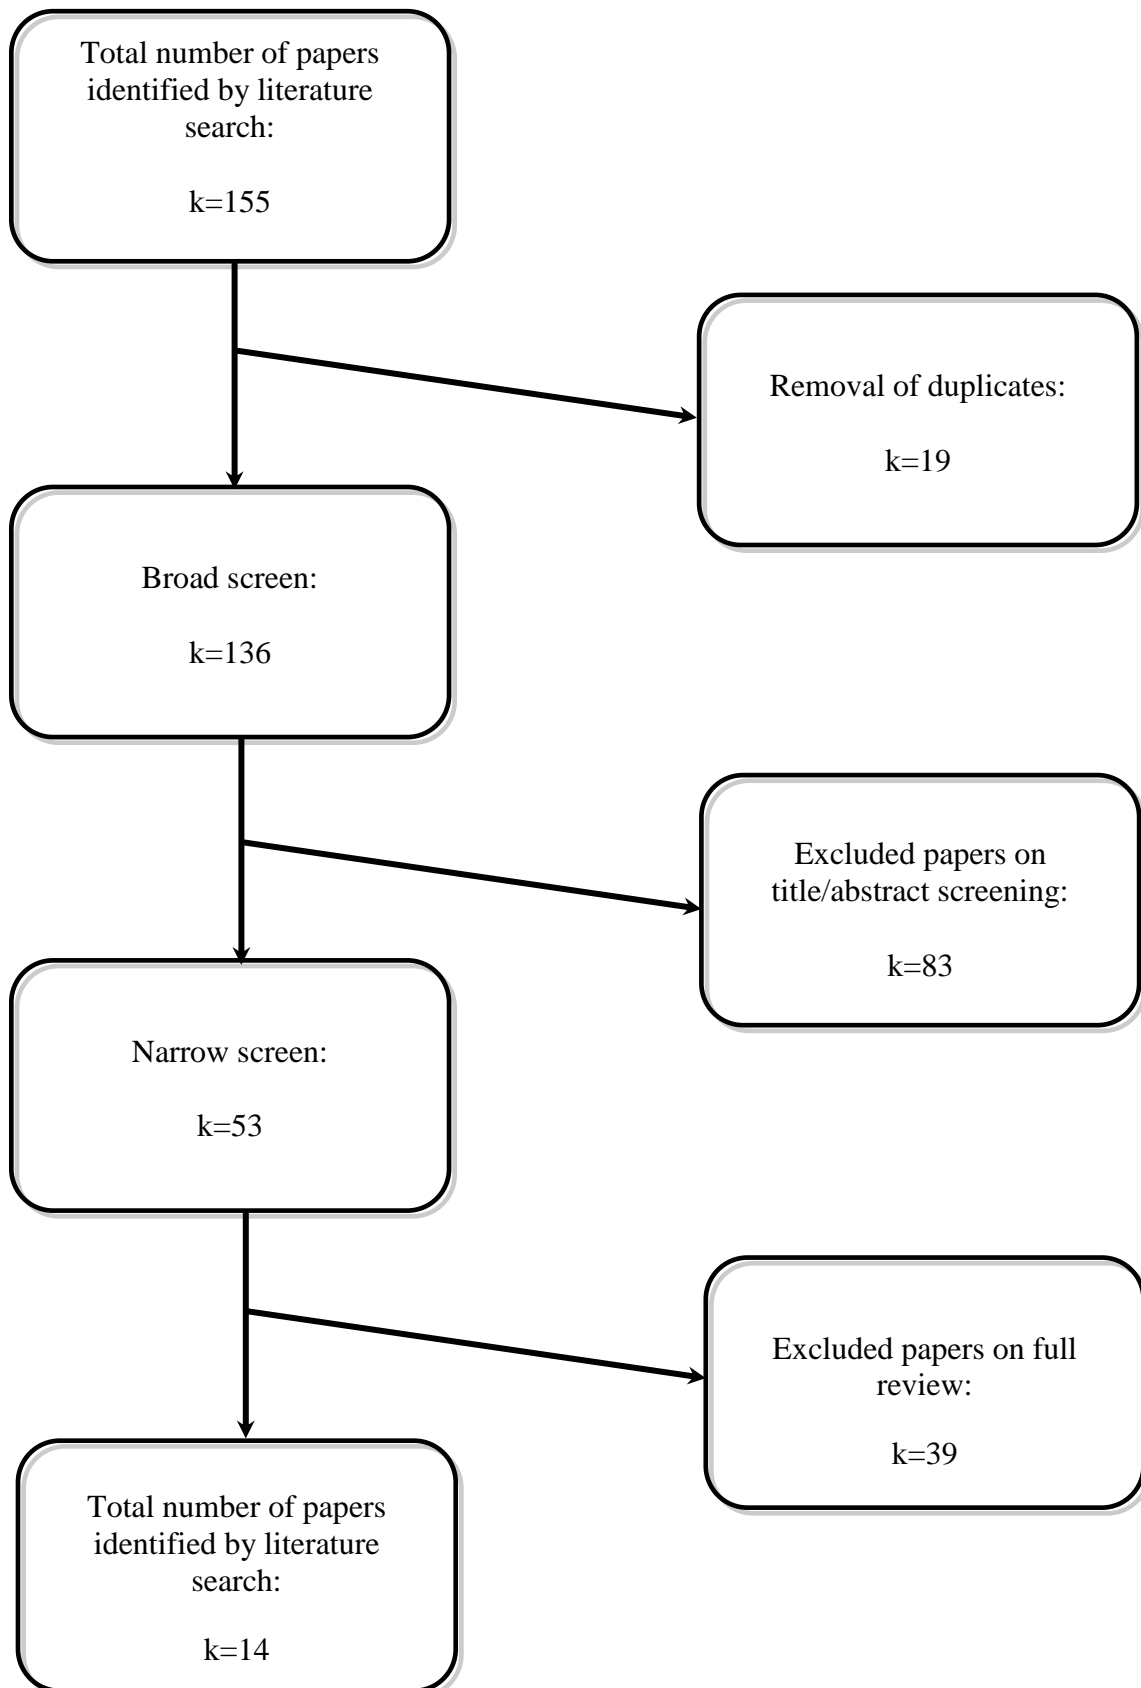 Total number of papers
identified by literature
search:
k=155
Removal of duplicates:
k=19
Broad screen:
k=136
Excluded papers on
title/abstract screening:
k=83
Narrow screen:
k=53
Excluded papers on full
review:
k=39
Total number of papers
identified by literature
search:
k=14